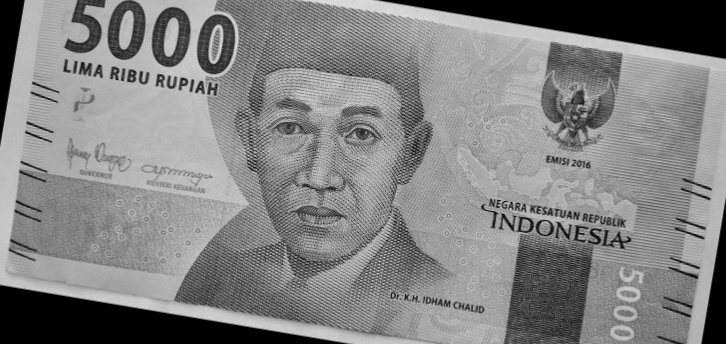 5000
LIMA RIBU RUPIAH
GUBERNUR
MENTERI KEUANGAN
EMISI 2016
NEGARA KESATUAN REPUBLIK
INDONESIA
Dr. K.H. IDHAM CHALID
5000